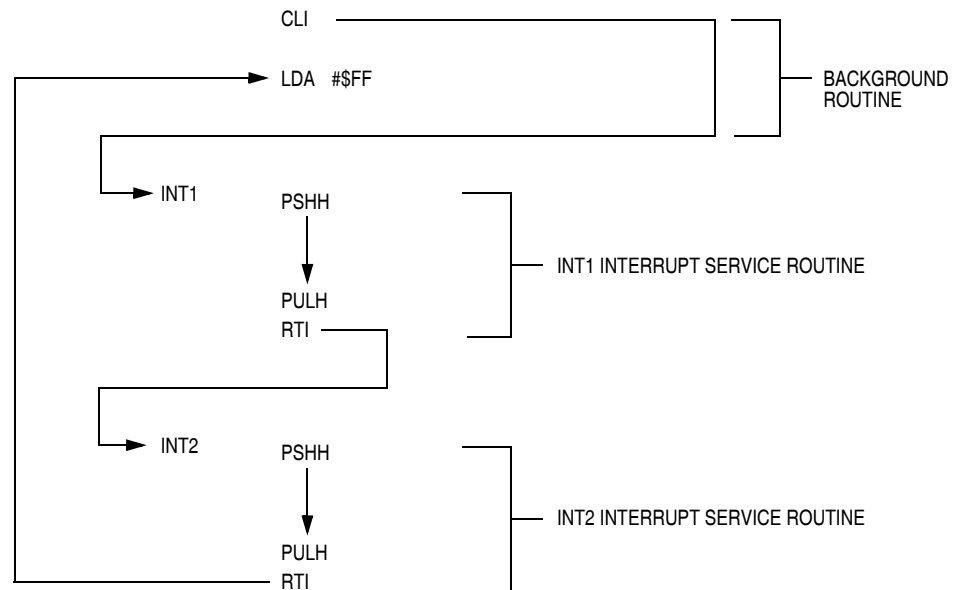 CLI
LDA #$FF
BACKGROUND
ROUTINE
INT1
PSHH
INT1 INTERRUPT SERVICE ROUTINE
PULH
RTI
INT2
PSHH
INT2 INTERRUPT SERVICE ROUTINE
PULH
RTI